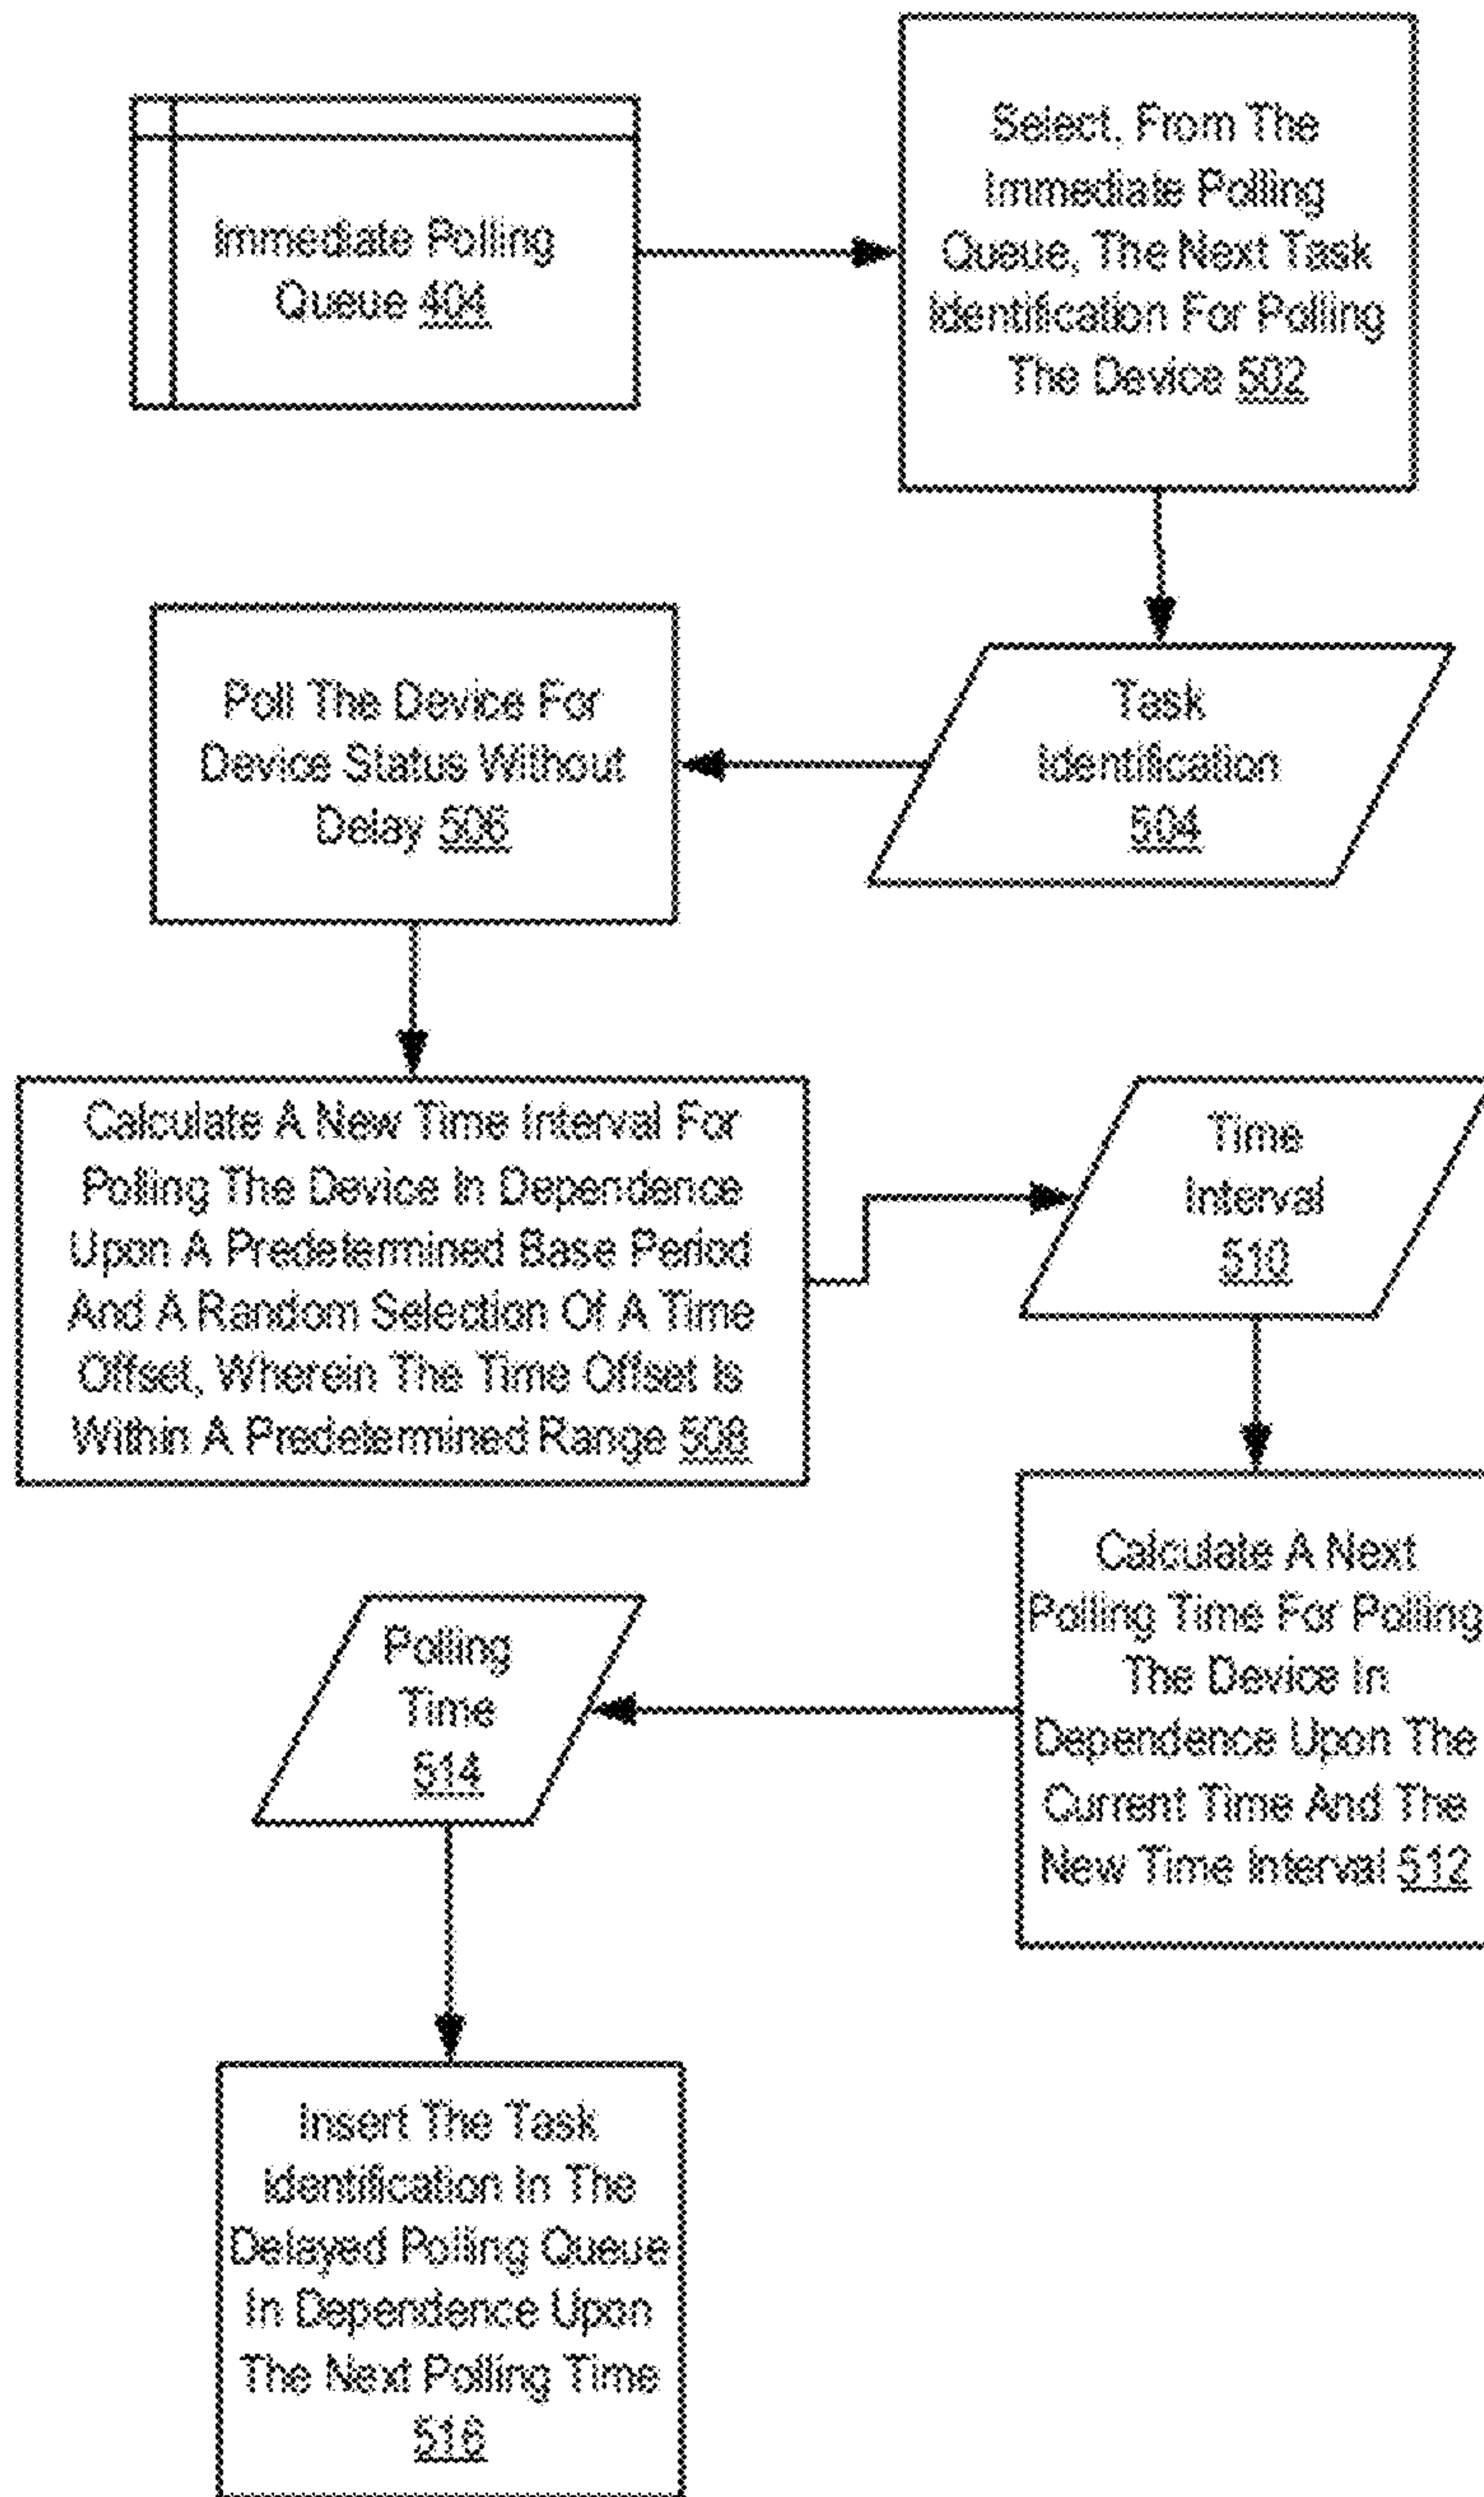 Immediate Polling
Queue 404
Select, From The
Immediate Polling
Queue, The Next Task
Identification For Polling
The Device 502
Task
Identification
504
Poll The Device For
Device Status Without
Delay 506
Calculate A New Time Interval For
Polling The Device In Dependence
Upon A Predetermined Base Period
And A Random Selection Of A Time
Offset, Wherein The Time Offset Is
Within A Predetermined Range 508
Time
Interval
510
Calculate A Next
Polling Time For Polling
The Device In
Dependence Upon The
Current Time And The
New Time Interval 512
Polling
Time
514
Insert The Task
Identification In The
Delayed Polling Queue
In Dependence Upon
The Next Polling Time
516